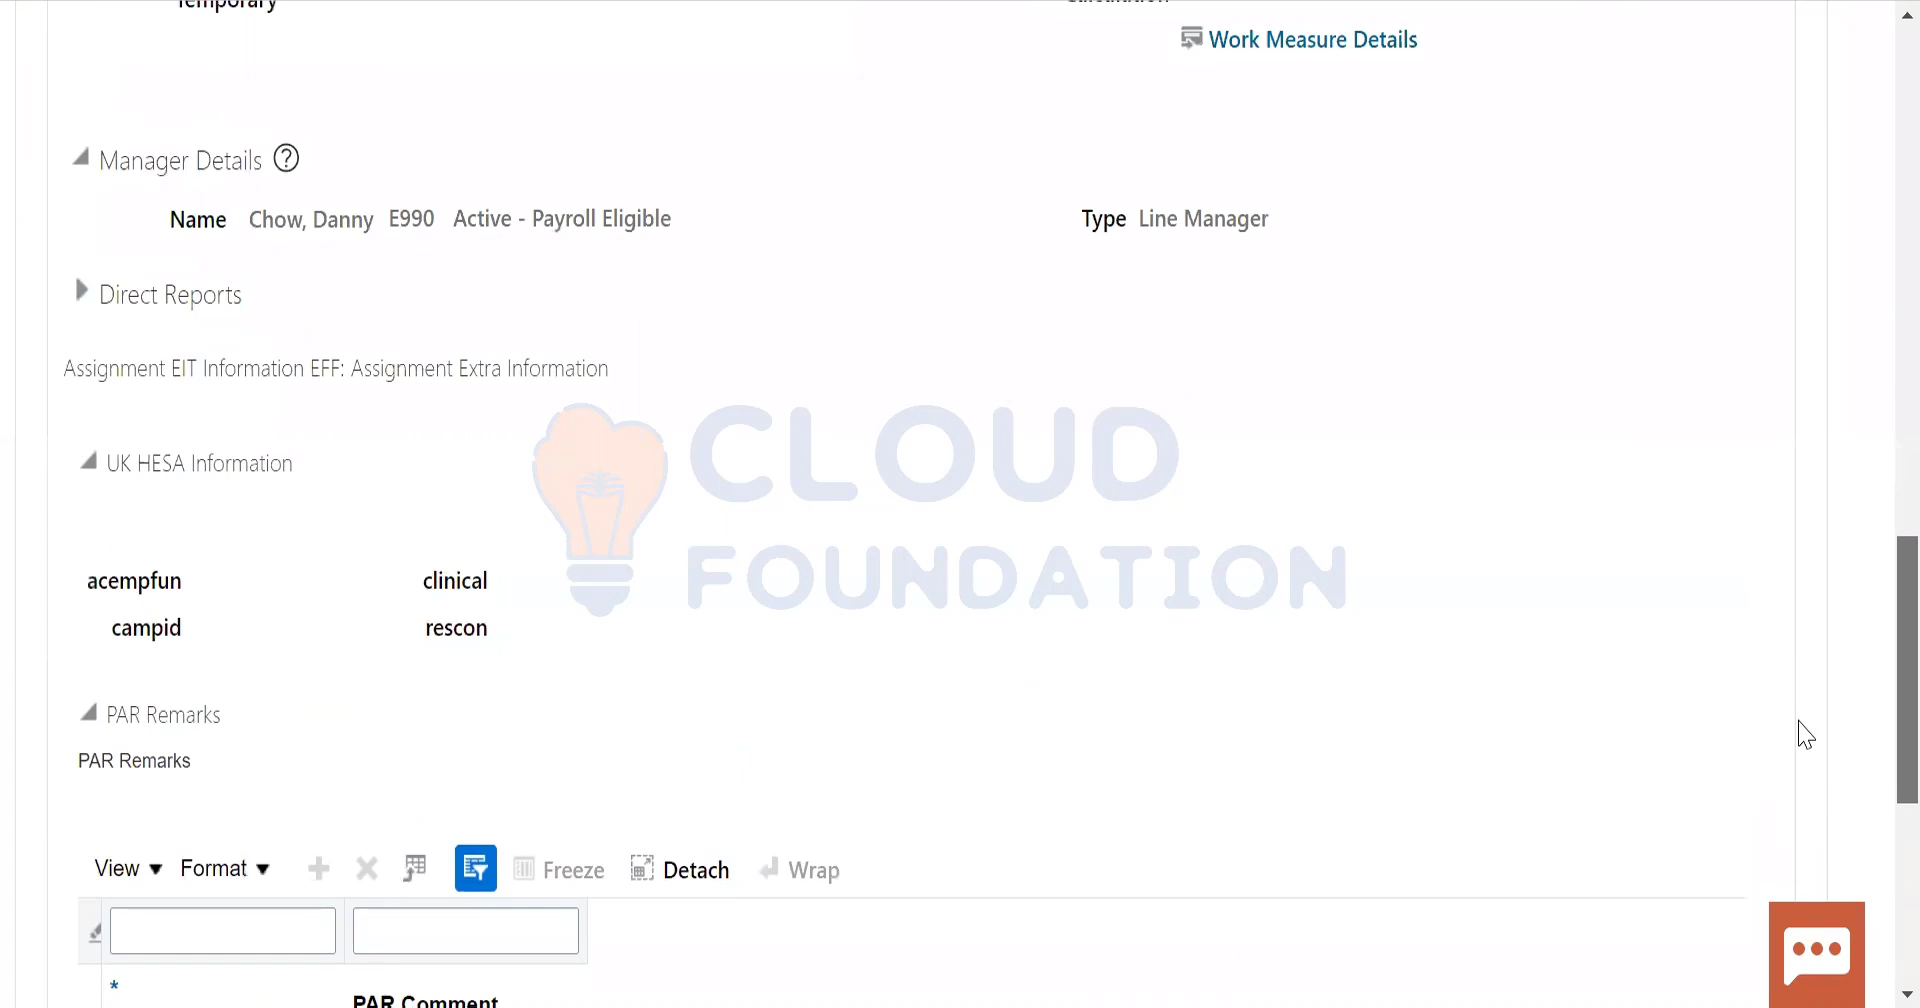 Temporary
Work Measure Details
Manager Details ?
Name Chow, Danny E990 Active - Payroll Eligible Type Line Manager
Direct Reports
Assignment EIT Information EFF: Assignment Extra Information
CLOUD
FOUNDATION
UK HESA Information
acempfun clinical
campid rescon
PAR Remarks
PAR Remarks
View Format Freeze Detach Wrap
*
PAR Comment